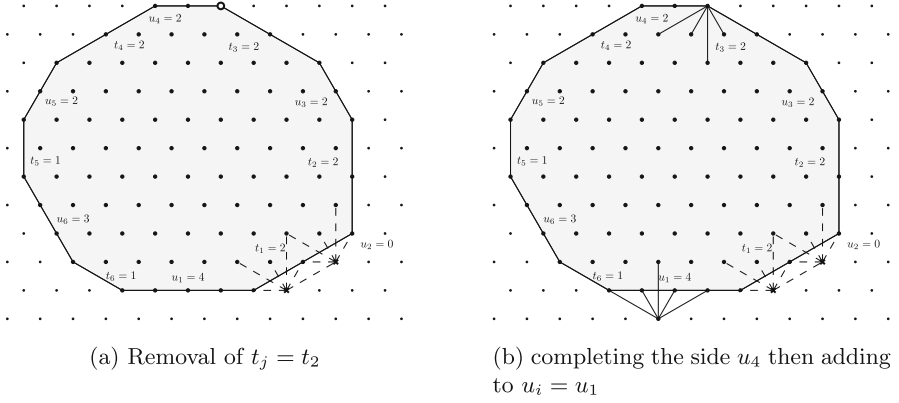 u₄ = 2
t₄ = 2
t₃ = 2
u₅ = 2
u₃ = 2
t₅ = 1
t₂ = 2
u₆ = 3
t₁ = 2
u₂ = 0
t₆ = 1
u₁ = 4
(a) Removal of tⱼ = t₂
u₄ = 2
t₄ = 2
t₃ = 2
u₅ = 2
u₃ = 2
t₅ = 1
t₂ = 2
u₆ = 3
t₁ = 2
u₂ = 0
t₆ = 1
u₁ = 4
(b) completing the side u₄ then adding
to uᵢ = u₁